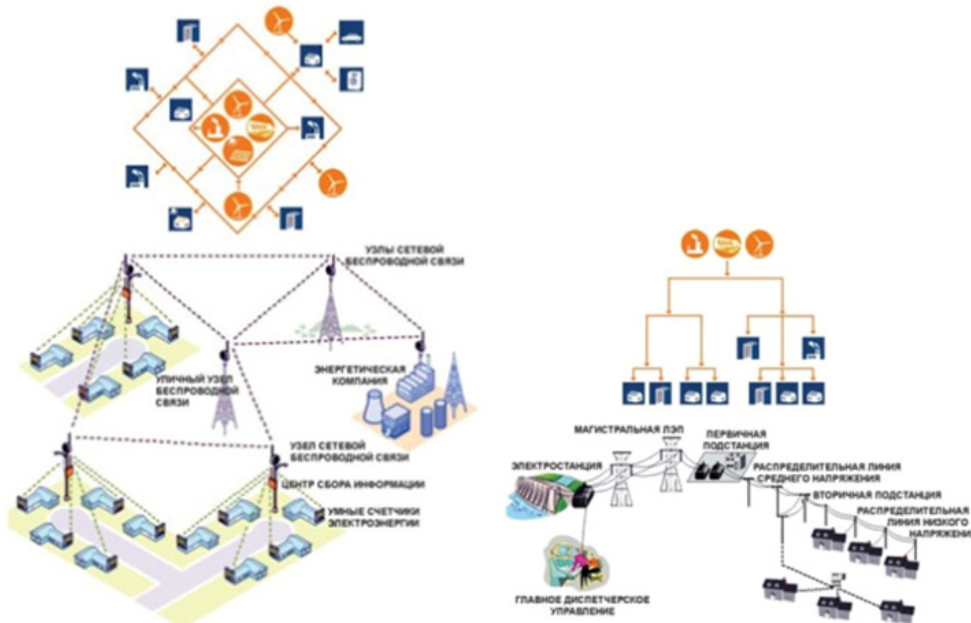 УЗЛЫ СЕТЕВОЙ
БЕСПРОВОДНОЙ СВЯЗИ
УЛИЧНЫЙ УЗЕЛ
БЕСПРОВОДНОЙ
СВЯЗИ
ЭНЕРГЕТИЧЕСКАЯ
КОМПАНИЯ
УЗЕЛ СЕТЕВОЙ
БЕСПРОВОДНОЙ СВЯЗИ
ЦЕНТР СБОРА ИНФОРМАЦИИ
УМНЫЕ СЧЕТЧИКИ
ЭЛЕКТРОЭНЕРГИИ
МАГИСТРАЛЬНАЯ ЛЭП
ПЕРВИЧНАЯ
ПОДСТАНЦИЯ
ЭЛЕКТРОСТАНЦИЯ
РАСПРЕДЕЛИТЕЛЬНАЯ ЛИНИЯ
СРЕДНЕГО НАПРЯЖЕНИЯ
ВТОРИЧНАЯ ПОДСТАНЦИЯ
РАСПРЕДЕЛИТЕЛЬНАЯ
ЛИНИЯ НИЗКОГО
НАПРЯЖЕНИ
ГЛАВНОЕ ДИСПЕТЧЕРСКОЕ
УПРАВЛЕНИЕ